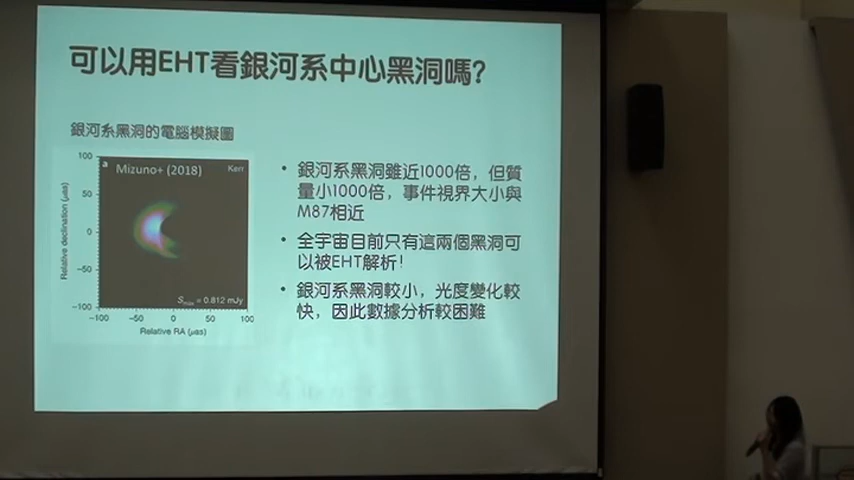 可以用EHT看銀河系中心黑洞嗎?
銀河系黑洞的電腦模擬圖
a
Mizuno+ (2018)
Kerr
100
50
0
−50
−100
Relative declination (μas)
Smax = 0.812 mJy
−100
−50
0
50
100
Relative RA (μas)
• 銀河系黑洞雖近1000倍，但質
量小1000倍，事件視界大小與
M87相近
• 全宇宙目前只有這兩個黑洞可
以被EHT解析！
• 銀河系黑洞較小，光度變化較
快，因此數據分析較困難